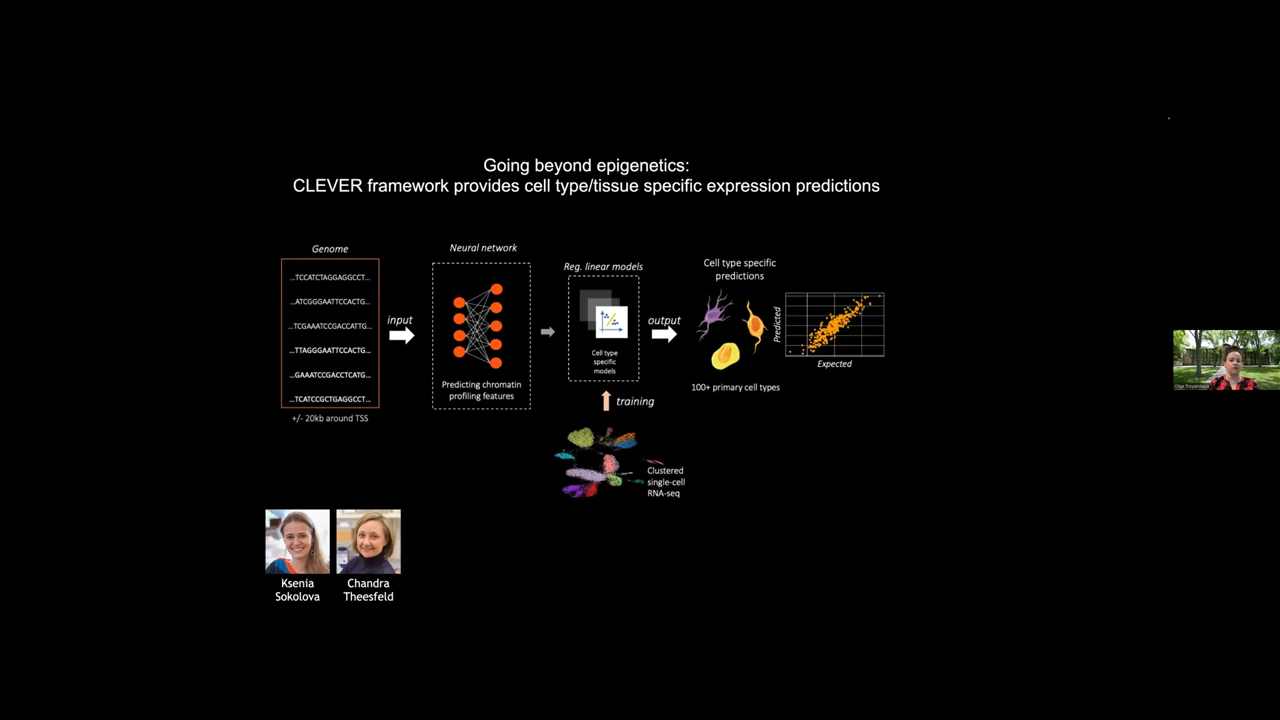 Going beyond epigenetics:
CLEVER framework provides cell type/tissue specific expression predictions
Genome
...TCCATCTAGGAGGCCT...
...ATCGGGAATTCCACTG...
...TCGAAATCCGACCATTG...
...TTAGGGAATTCCACTG...
...GAAATCCGACCTCATG...
...TCATCCGCTGAGGCCT...
+/- 20kb around TSS
input
Neural network
Predicting chromatin
profiling features
Reg. linear models
Cell type
specific
models
training
Clustered
single-cell
RNA-seq
output
Cell type specific
predictions
100+ primary cell types
Predicted
Expected
Ksenia
Sokolova
Chandra
Theesfeld
Olga Troyanskaya